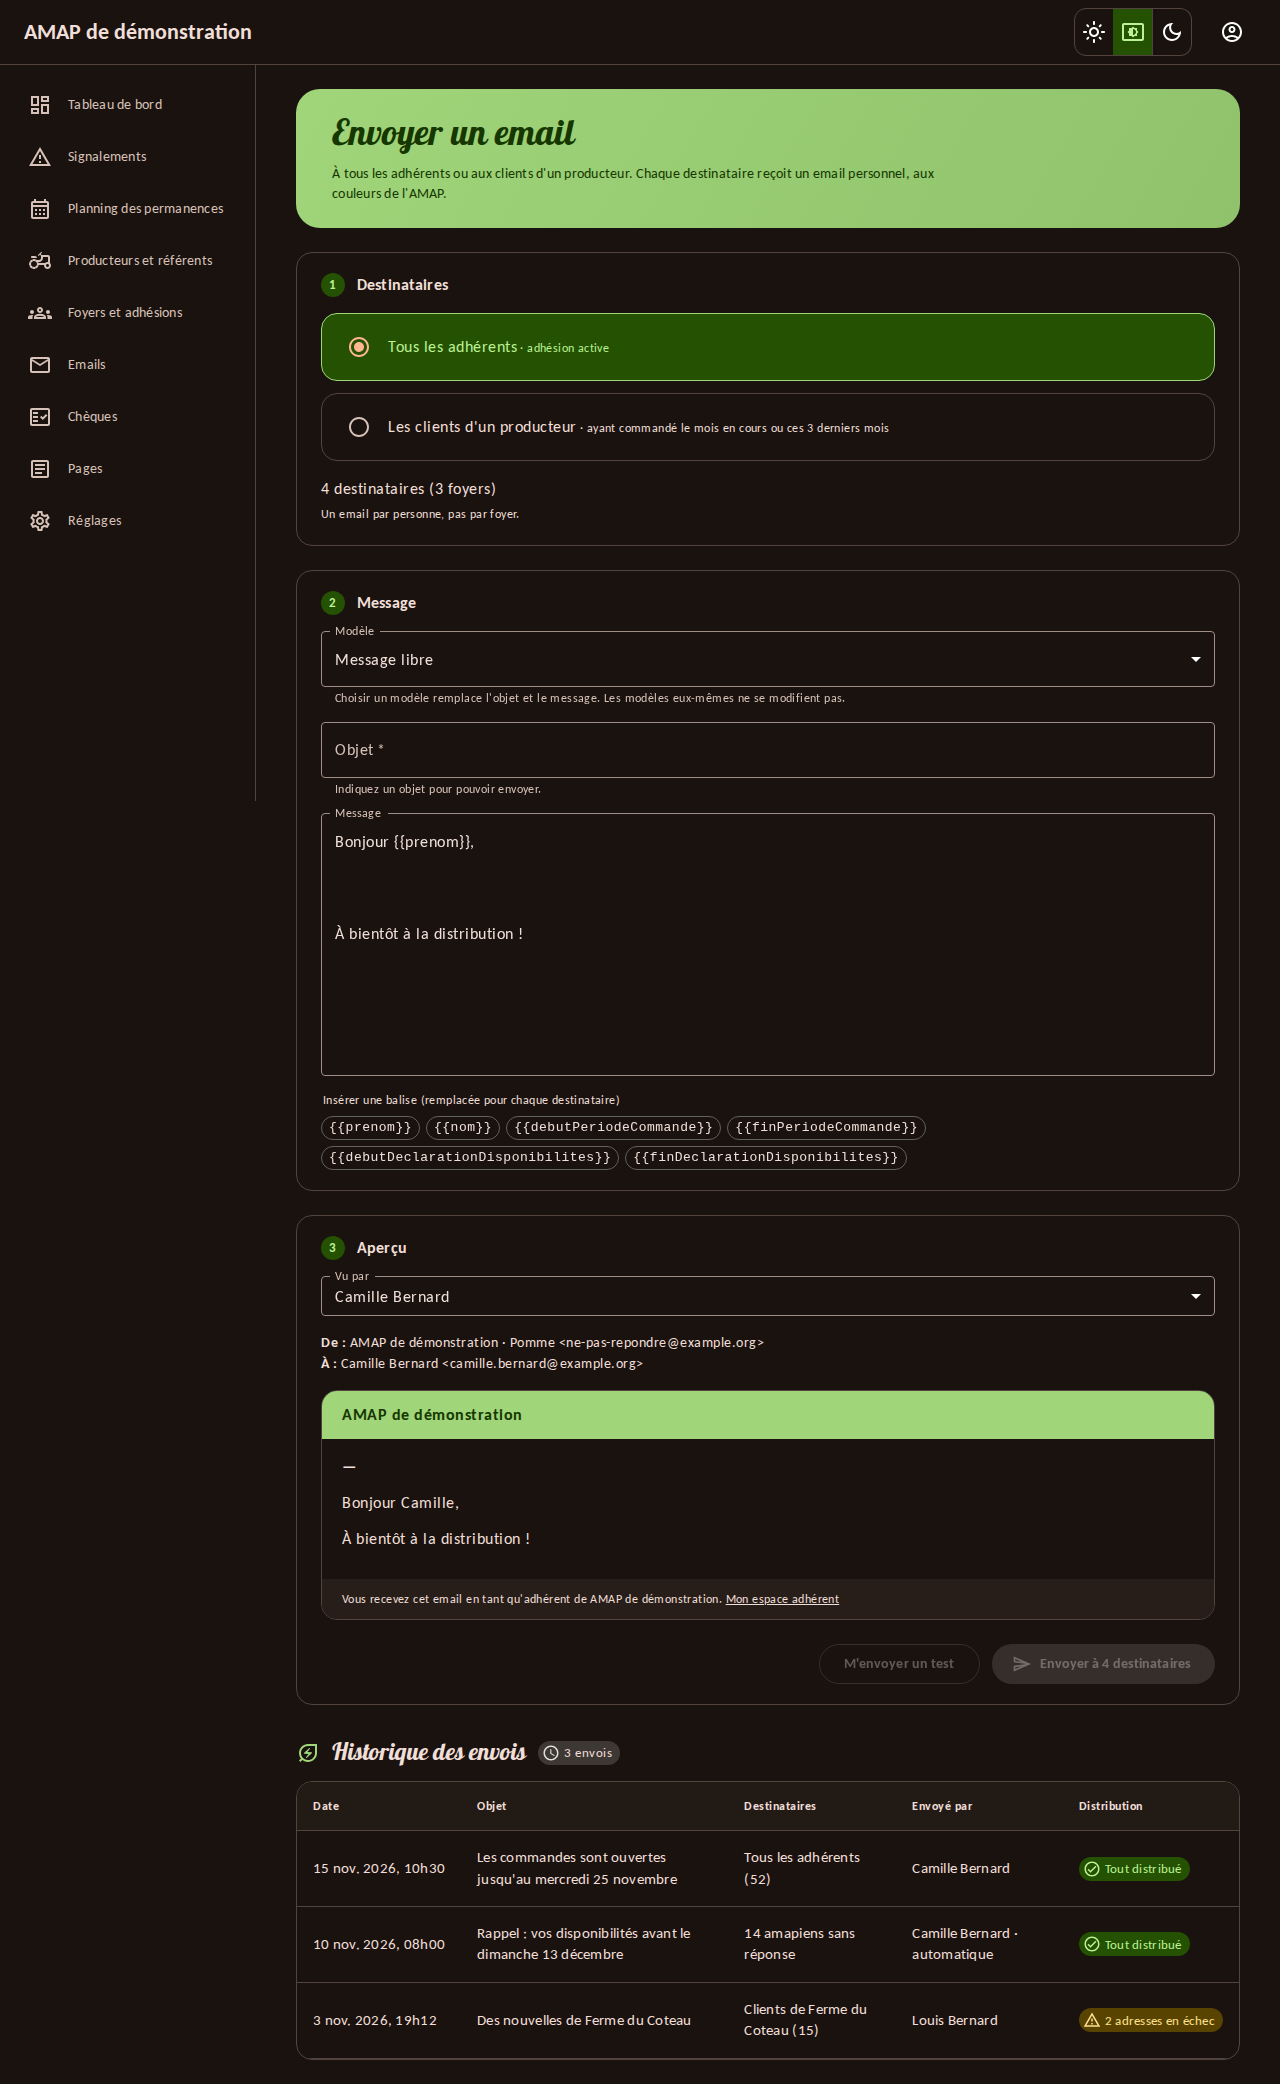 AMAP de démonstration
Tableau de bord
Signalements
Planning des permanences
Producteurs et référents
Foyers et adhésions
Emails
Chèques
Pages
Réglages
Envoyer un email
À tous les adhérents ou aux clients d'un producteur. Chaque destinataire reçoit un email personnel, aux
couleurs de l'AMAP.
1 Destinataires
Tous les adhérents · adhésion active
Les clients d'un producteur · ayant commandé le mois en cours ou ces 3 derniers mois
4 destinataires (3 foyers)
Un email par personne, pas par foyer.
2 Message
Modèle
Message libre
Choisir un modèle remplace l'objet et le message. Les modèles eux-mêmes ne se modifient pas.
Objet *
Indiquez un objet pour pouvoir envoyer.
Message
Bonjour {{prenom}},
À bientôt à la distribution !
Insérer une balise (remplacée pour chaque destinataire)
{{prenom}} {{nom}} {{debutPeriodeCommande}} {{finPeriodeCommande}}
{{debutDeclarationDisponibilites}} {{finDeclarationDisponibilites}}
3 Aperçu
Vu par
Camille Bernard
De : AMAP de démonstration · Pomme <ne-pas-repondre@example.org>
À : Camille Bernard <camille.bernard@example.org>
AMAP de démonstration
—
Bonjour Camille,
À bientôt à la distribution !
Vous recevez cet email en tant qu'adhérent de AMAP de démonstration. Mon espace adhérent
M'envoyer un test Envoyer à 4 destinataires
Historique des envois 3 envois
Date Objet Destinataires Envoyé par Distribution
15 nov. 2026, 10h30 Les commandes sont ouvertes Tous les adhérents Camille Bernard Tout distribué
jusqu'au mercredi 25 novembre (52)
10 nov. 2026, 08h00 Rappel : vos disponibilités avant le 14 amapiens sans Camille Bernard · Tout distribué
dimanche 13 décembre réponse automatique
3 nov. 2026, 19h12 Des nouvelles de Ferme du Coteau Clients de Ferme du Louis Bernard 2 adresses en échec
Coteau (15)